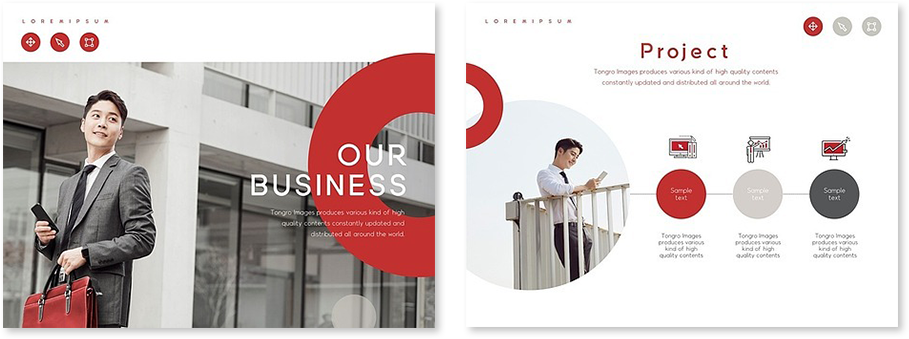 LOREMIPSUM
OUR
BUSINESS
Tongro Images produces various kind of high
quality contents constantly updated and
distributed all around the world.
LOREMIPSUM
Project
Tongro Images produces various kind of high quality contents
constantly updated and distributed all around the world.
Sample
text
Sample
text
Sample
text
Tongro Images
produces various
kind of high
quality contents
Tongro Images
produces various
kind of high
quality contents
Tongro Images
produces various
kind of high
quality contents